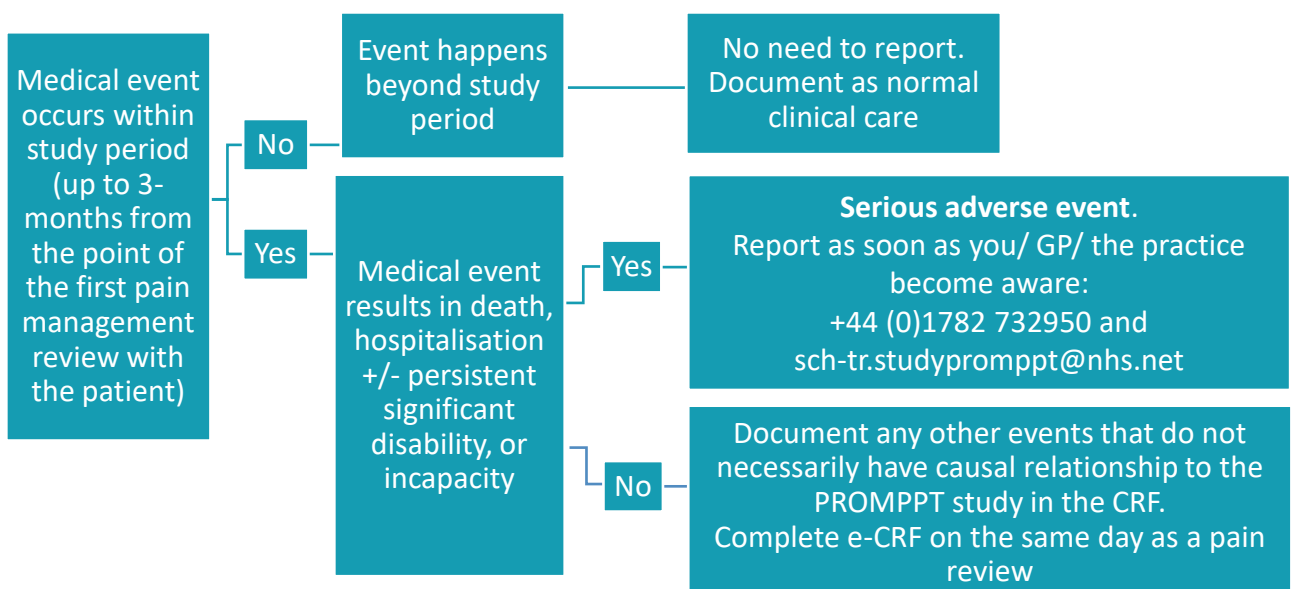 Medical event
occurs within
study period
(up to 3-
months from
the point of
the first pain
management
review with
the patient)
No
Event happens
beyond study
period
No need to report.
Document as normal
clinical care
Yes
Medical event
results in death,
hospitalisation
+/- persistent
significant
disability, or
incapacity
Yes
Serious adverse event.
Report as soon as you/ GP/ the practice
become aware:
+44 (0)1782 732950 and
sch-tr.studypromppt@nhs.net
No
Document any other events that do not
necessarily have causal relationship to the
PROMPPT study in the CRF.
Complete e-CRF on the same day as a pain
review